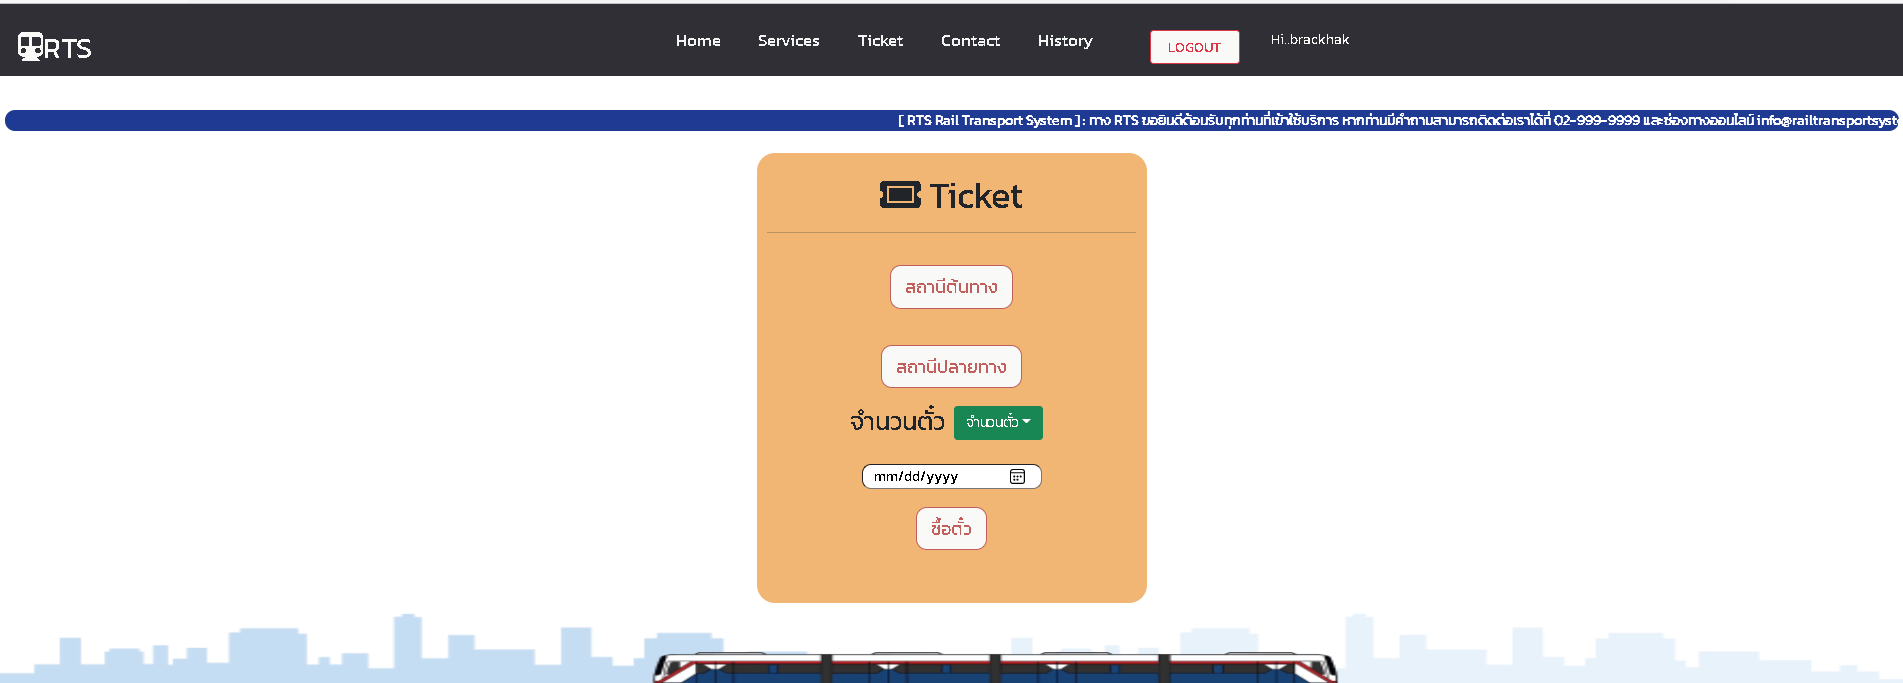 RTS
Home Services Ticket Contact History LOGOUT Hi..brackhak
[ RTS Rail Transport System ] : ทาง RTS ขอยินดีต้อนรับทุกท่านที่เข้าใช้บริการ หากท่านมีคำถามสามารถติดต่อเราได้ที่ 02-999-9999 และช่องทางออนไลน์
Ticket
สถานีต้นทาง
สถานีปลายทาง
จำนวนตั๋ว จำนวนตั๋ว
mm/dd/yyyy
ซื้อตั๋ว